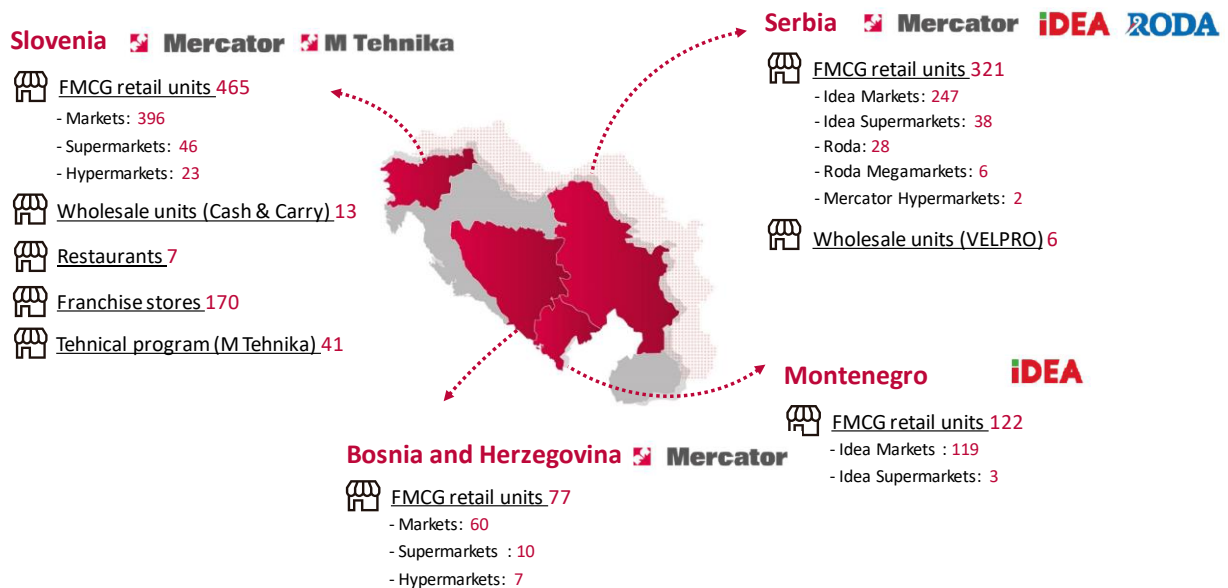 Slovenia Mercator M Tehnika
FMCG retail units 465
- Markets: 396
- Supermarkets: 46
- Hypermarkets: 23
Wholesale units (Cash & Carry) 13
Restaurants 7
Franchise stores 170
Tehnical program (M Tehnika) 41
Serbia Mercator iDEA RODA
FMCG retail units 321
- Idea Markets: 247
- Idea Supermarkets: 38
- Roda: 28
- Roda Megamarkets: 6
- Mercator Hypermarkets: 2
Wholesale units (VELPRO) 6
Montenegro iDEA
FMCG retail units 122
- Idea Markets : 119
- Idea Supermarkets: 3
Bosnia and Herzegovina Mercator
FMCG retail units 77
- Markets: 60
- Supermarkets : 10
- Hypermarkets: 7